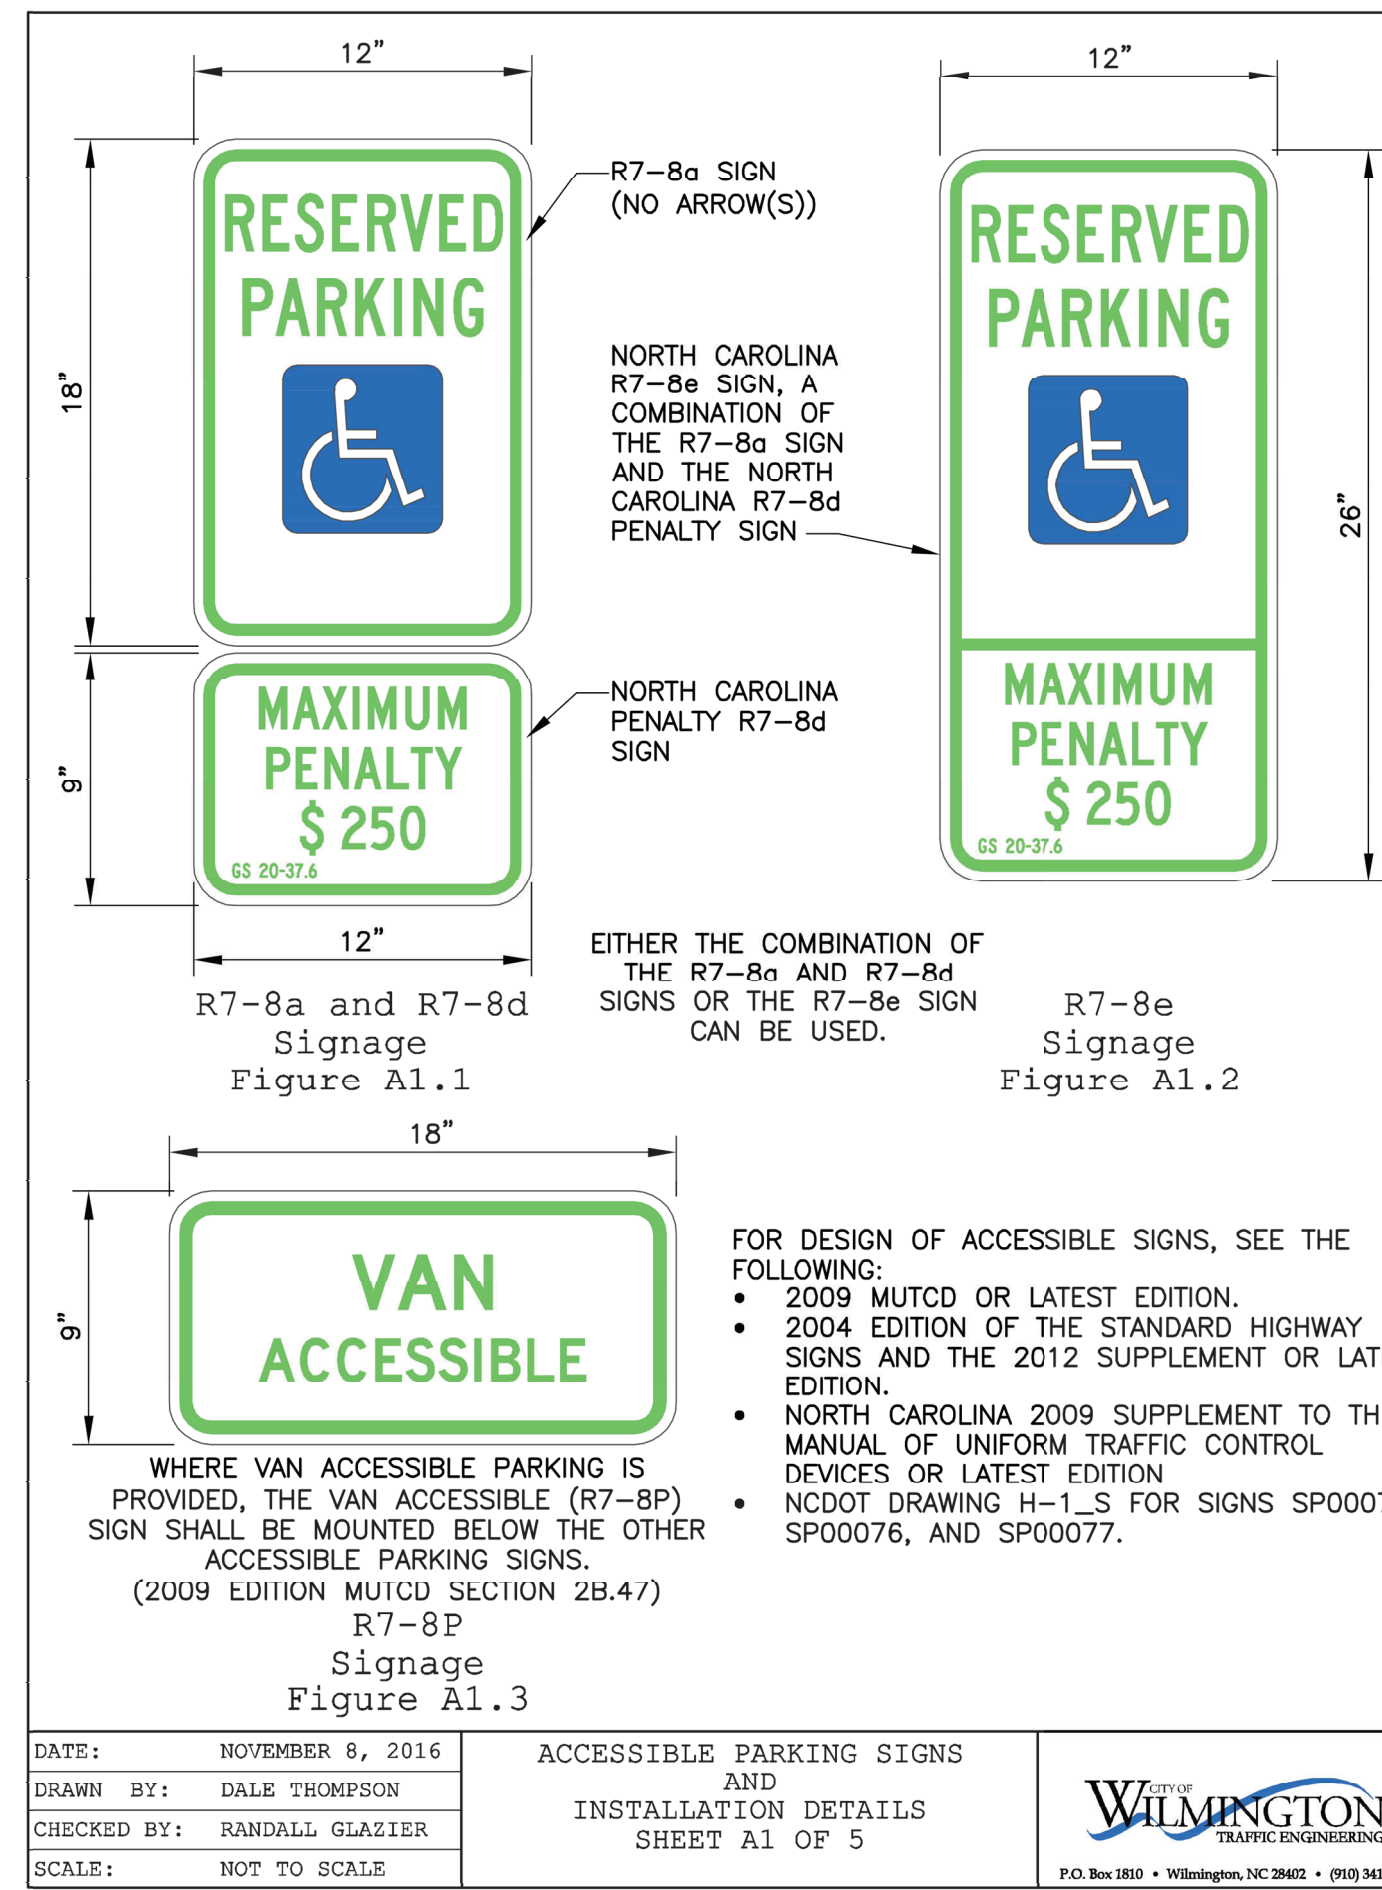 12"
RESERVED
PARKING
18"
R7-8a SIGN
(NO ARROW(S))
NORTH CAROLINA
R7-8e SIGN, A
COMBINATION OF
THE R7-8a SIGN
AND THE NORTH
CAROLINA R7-8d
PENALTY SIGN
MAXIMUM
PENALTY
$ 250
GS 20-37.6
9"
NORTH CAROLINA
PENALTY R7-8d
SIGN
12"
R7-8a and R7-8d
Signage
Figure A1.1
12"
RESERVED
PARKING
26"
MAXIMUM
PENALTY
$ 250
GS 20-37.6
EITHER THE COMBINATION OF
THE R7-8a AND R7-8d
SIGNS OR THE R7-8e SIGN
CAN BE USED.
R7-8e
Signage
Figure A1.2
18"
9"
VAN
ACCESSIBLE
WHERE VAN ACCESSIBLE PARKING IS
PROVIDED, THE VAN ACCESSIBLE (R7-8P)
SIGN SHALL BE MOUNTED BELOW THE OTHER
ACCESSIBLE PARKING SIGNS.
(2009 EDITION MUTCD SECTION 2B.47)
R7-8P
Signage
Figure A1.3
FOR DESIGN OF ACCESSIBLE SIGNS, SEE THE
FOLLOWING:
• 2009 MUTCD OR LATEST EDITION.
• 2004 EDITION OF THE STANDARD HIGHWAY
SIGNS AND THE 2012 SUPPLEMENT OR
EDITION.
• NORTH CAROLINA 2009 SUPPLEMENT TO
MANUAL OF UNIFORM TRAFFIC CONTROL
DEVICES OR LATEST EDITION
• NCDOT DRAWING H-1_S FOR SIGNS
SP00076, AND SP00077.
DATE: NOVEMBER 8, 2016
DRAWN BY: DALE THOMPSON
CHECKED BY: RANDALL GLAZIER
SCALE: NOT TO SCALE
ACCESSIBLE PARKING SIGNS
AND
INSTALLATION DETAILS
SHEET A1 OF 5
CITY OF
WILMINGTON
TRAFFIC ENGINEERING
P.O. Box 1810 • Wilmington, NC 28402 • (910) 341